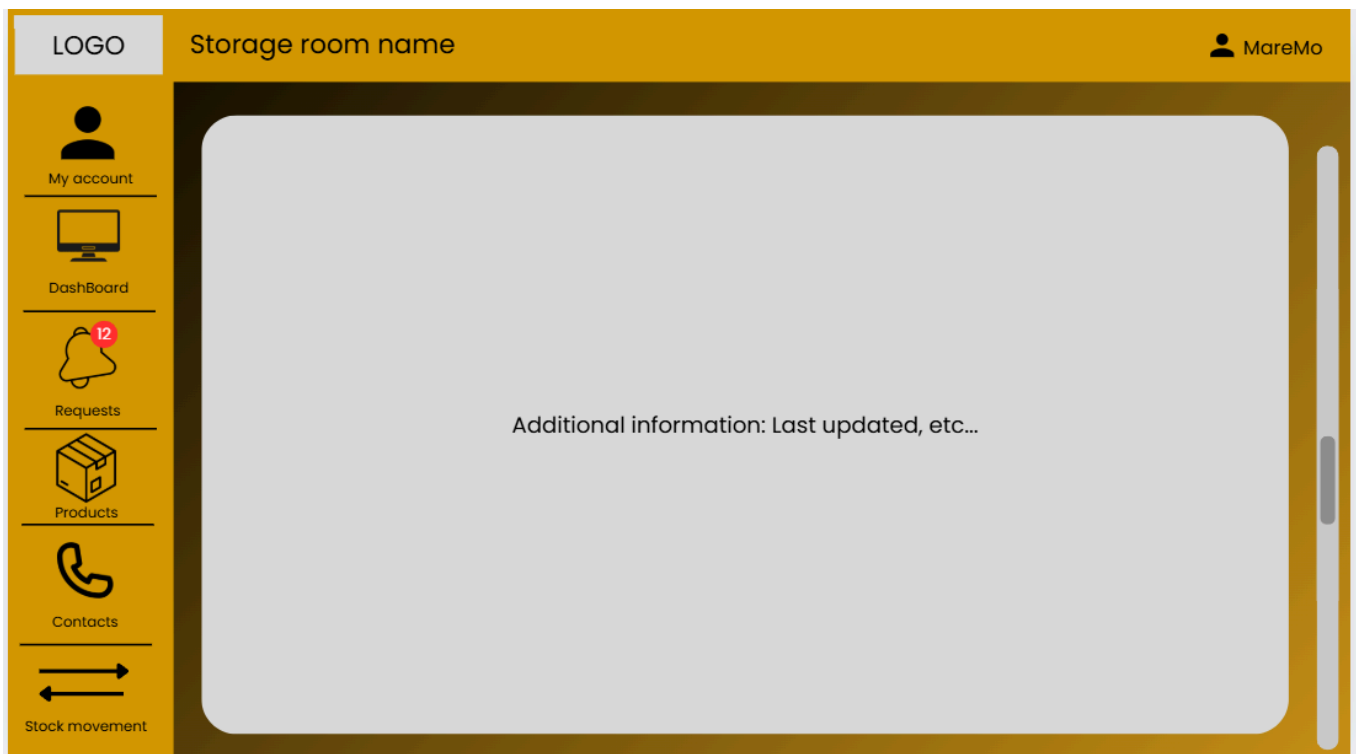 LOGO
Storage room name
MareMo
My account
DashBoard
12
Requests
Products
Contacts
Stock movement
Additional information: Last updated, etc...